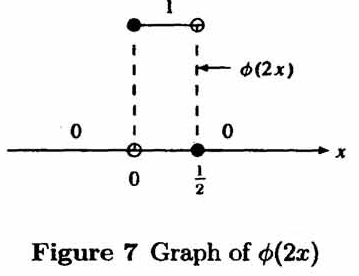 1
ϕ(2x)
0 0
x
0 1/2
Figure 7 Graph of ϕ(2x)